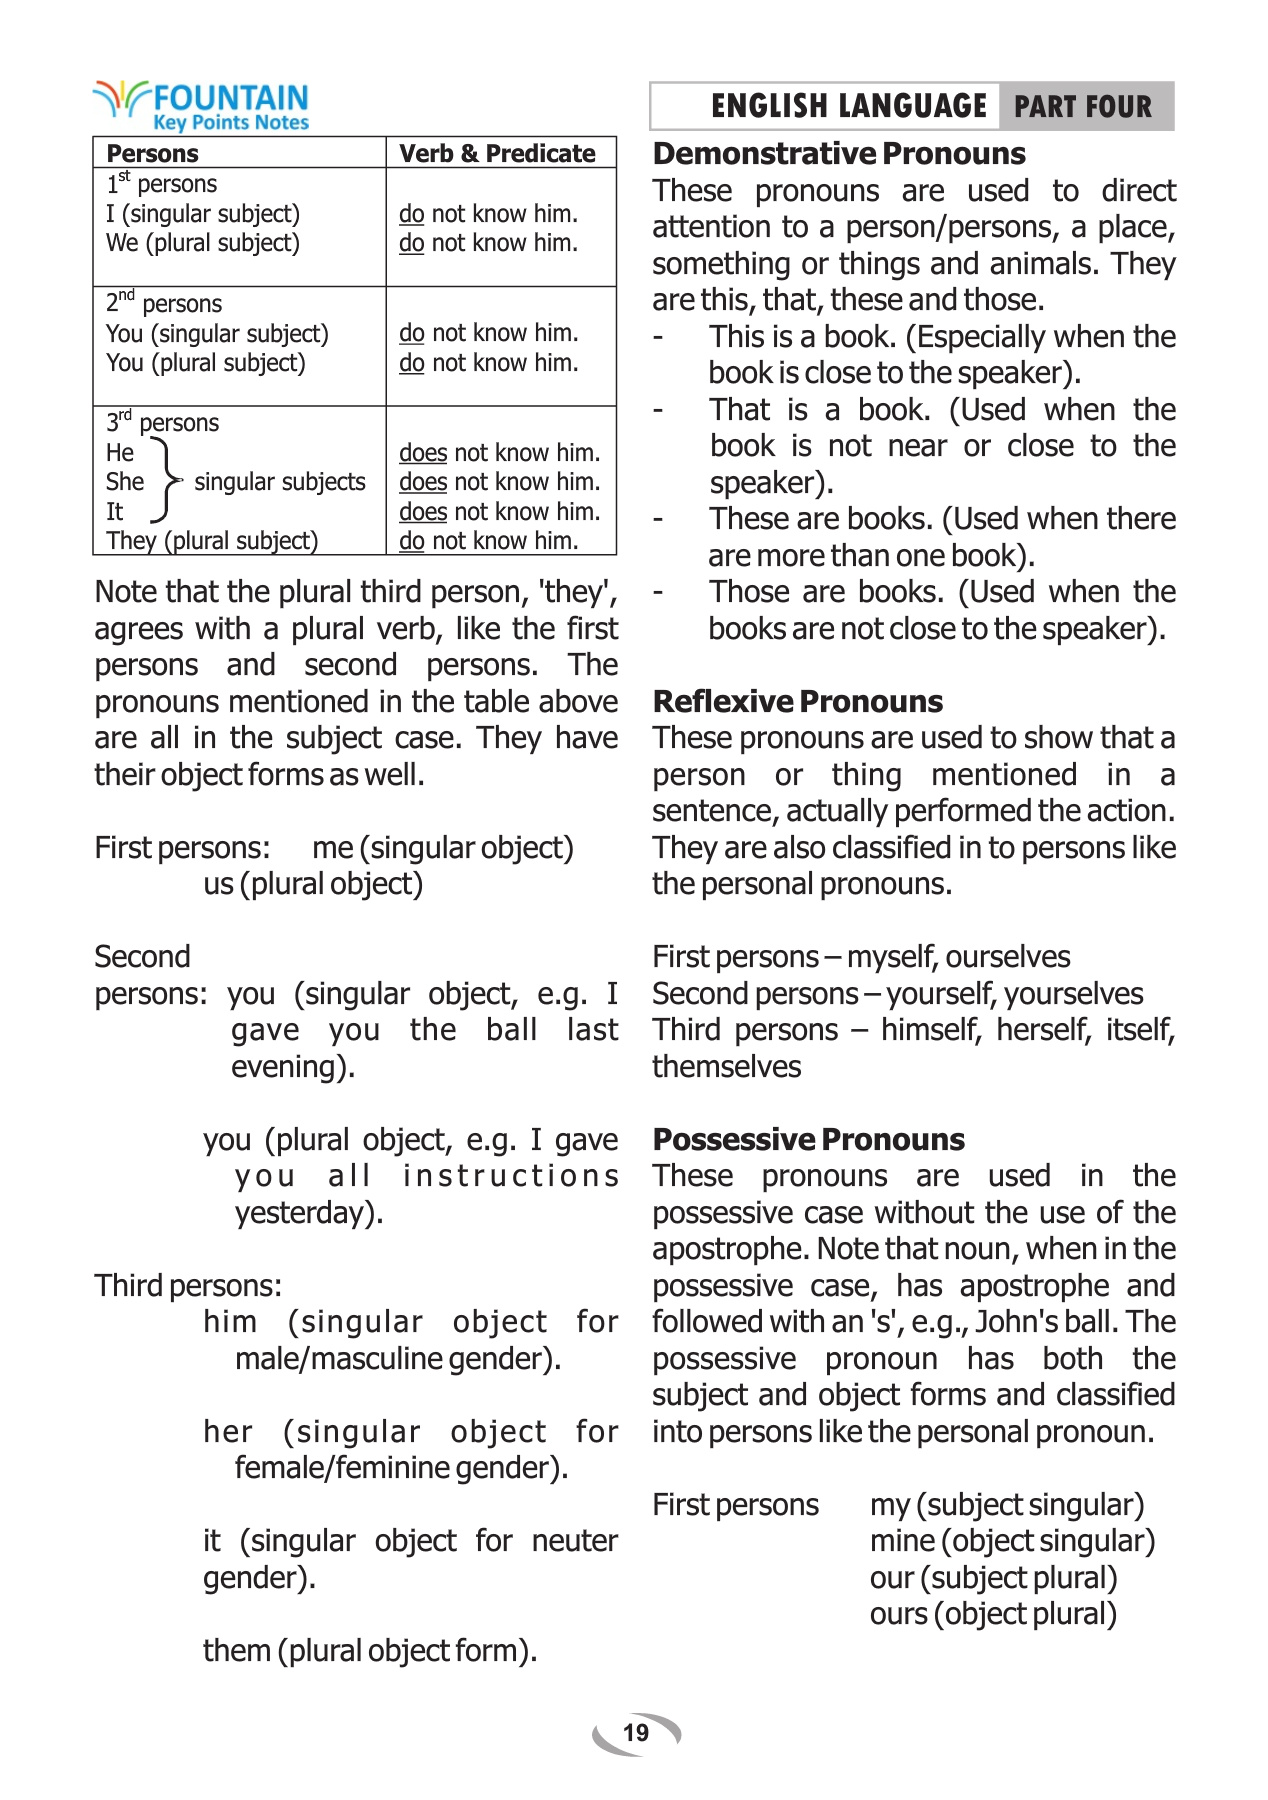 FOUNTAIN
Key Points Notes
ENGLISH LANGUAGE PART FOUR
Persons Verb & Predicate
1st persons
I (singular subject) do not know him.
We (plural subject) do not know him.
2nd persons
You (singular subject) do not know him.
You (plural subject) do not know him.
3rd persons
He does not know him.
She singular subjects does not know him.
It does not know him.
They (plural subject) do not know him.
Note that the plural third person, 'they',
agrees with a plural verb, like the first
persons and second persons. The
pronouns mentioned in the table above
are all in the subject case. They have
their object forms as well.
First persons: me (singular object)
us (plural object)
Second
persons: you (singular object, e.g. I
gave you the ball last
evening).
you (plural object, e.g. I gave
you all instructions
yesterday).
Third persons:
him (singular object for
male/masculine gender).
her (singular object for
female/feminine gender).
it (singular object for neuter
gender).
them (plural object form).
Demonstrative Pronouns
These pronouns are used to direct
attention to a person/persons, a place,
something or things and animals. They
are this, that, these and those.
- This is a book. (Especially when the
book is close to the speaker).
- That is a book. (Used when the
book is not near or close to the
speaker).
- These are books. (Used when there
are more than one book).
- Those are books. (Used when the
books are not close to the speaker).
Reflexive Pronouns
These pronouns are used to show that a
person or thing mentioned in a
sentence, actually performed the action.
They are also classified in to persons like
the personal pronouns.
First persons – myself, ourselves
Second persons – yourself, yourselves
Third persons – himself, herself, itself,
themselves
Possessive Pronouns
These pronouns are used in the
possessive case without the use of the
apostrophe. Note that noun, when in the
possessive case, has apostrophe and
followed with an 's', e.g., John's ball. The
possessive pronoun has both the
subject and object forms and classified
into persons like the personal pronoun.
First persons my (subject singular)
mine (object singular)
our (subject plural)
ours (object plural)
19